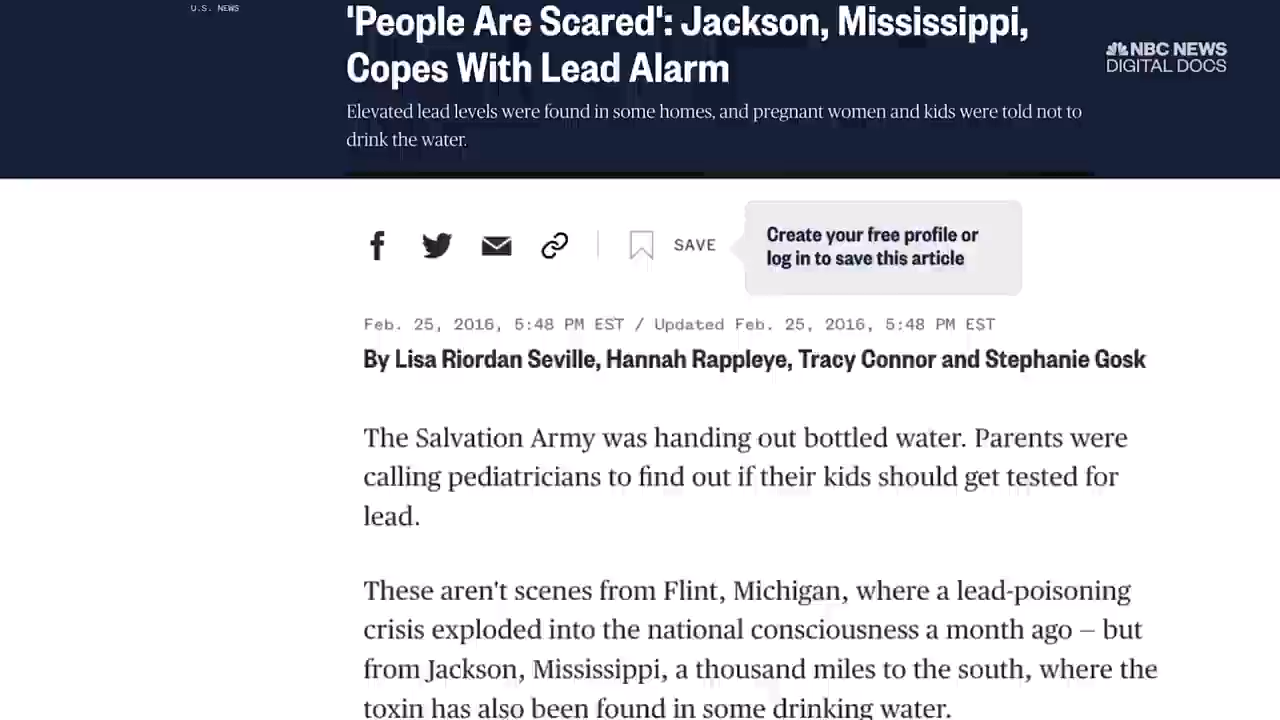 U.S. NEWS
'People Are Scared': Jackson, Mississippi,
Copes With Lead Alarm
NBC NEWS
DIGITAL DOCS
Elevated lead levels were found in some homes, and pregnant women and kids were told not to
drink the water.
SAVE
Create your free profile or
log in to save this article
Feb. 25, 2016, 5:48 PM EST / Updated Feb. 25, 2016, 5:48 PM EST
By Lisa Riordan Seville, Hannah Rappleye, Tracy Connor and Stephanie Gosk
The Salvation Army was handing out bottled water. Parents were
calling pediatricians to find out if their kids should get tested for
lead.
These aren't scenes from Flint, Michigan, where a lead-poisoning
crisis exploded into the national consciousness a month ago — but
from Jackson, Mississippi, a thousand miles to the south, where the
toxin has also been found in some drinking water.